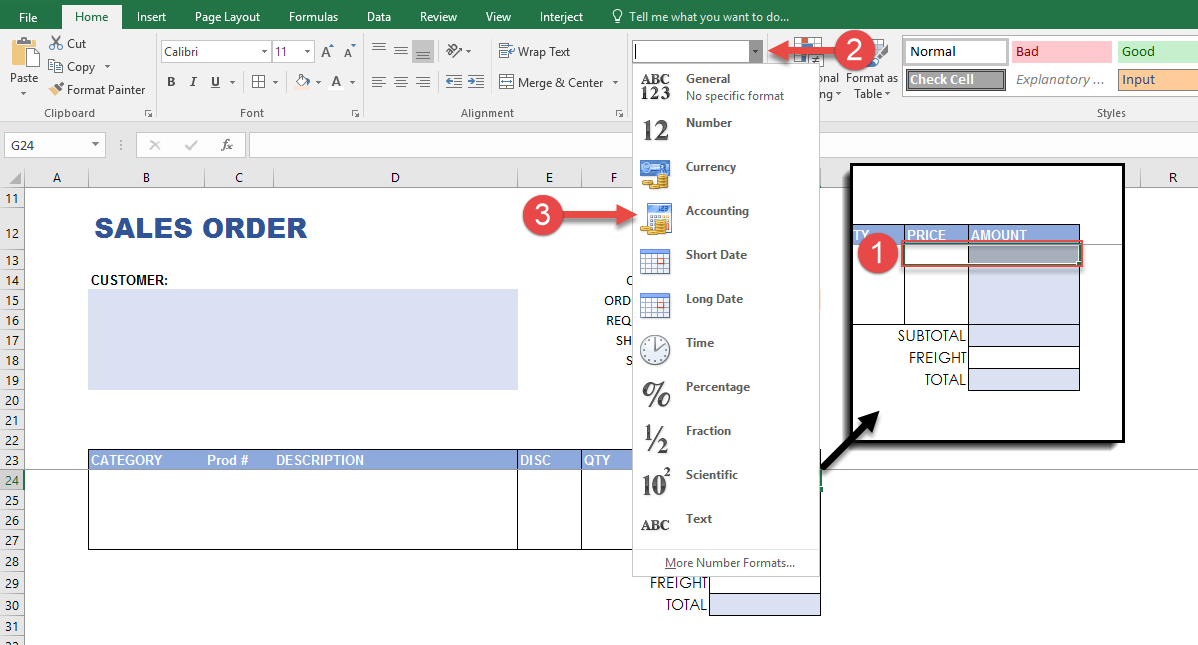 File Home Insert Page Layout Formulas Data Review View Interject Tell me what you want to do...
Cut
Copy
Format Painter
Paste
Clipboard
Calibri 11
B I U A
Font
Wrap Text
Merge & Center
Alignment
2
onal
ng
Format as
Table
Normal Bad Good
Check Cell Explanatory ... Input
Styles
G24 fx
A B C D E F R
ABC
123
General
No specific format
12 Number
Currency
3
Accounting
Short Date
Long Date
Time
% Percentage
½ Fraction
10² Scientific
ABC Text
More Number Formats...
11
12 SALES ORDER
13
14 CUSTOMER:
15 ORD
16 REQ
17 SH
18 S
19
20
21
22
23 CATEGORY Prod # DESCRIPTION DISC QTY
24
25
26
27
28
29 FREIGHT
30 TOTAL
31
TY PRICE AMOUNT
1
SUBTOTAL
FREIGHT
TOTAL